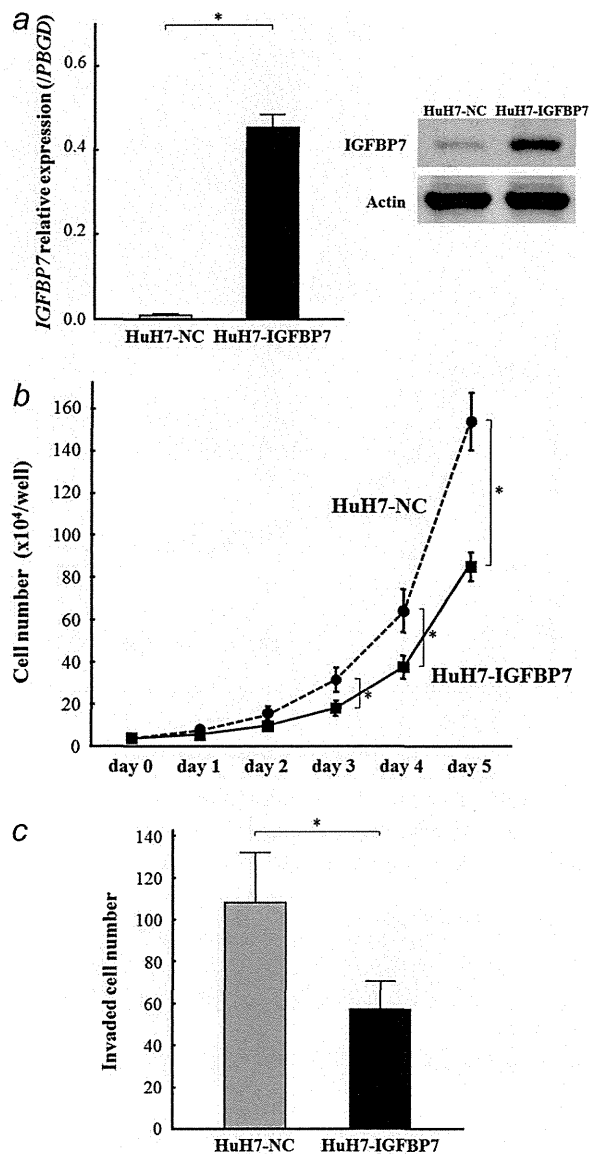 a
*
IGFBP7 relative expression (/PBGD)
0.6
0.4
0.2
0.0
HuH7-NC HuH7-IGFBP7
HuH7-NC HuH7-IGFBP7
IGFBP7
Actin
b
Cell number (x10⁴/well)
160
140
120
100
80
60
40
20
0
HuH7-NC
*
*
*
HuH7-IGFBP7
day 0 day 1 day 2 day 3 day 4 day 5
c
*
Invaded cell number
140
120
100
80
60
40
20
0
HuH7-NC HuH7-IGFBP7